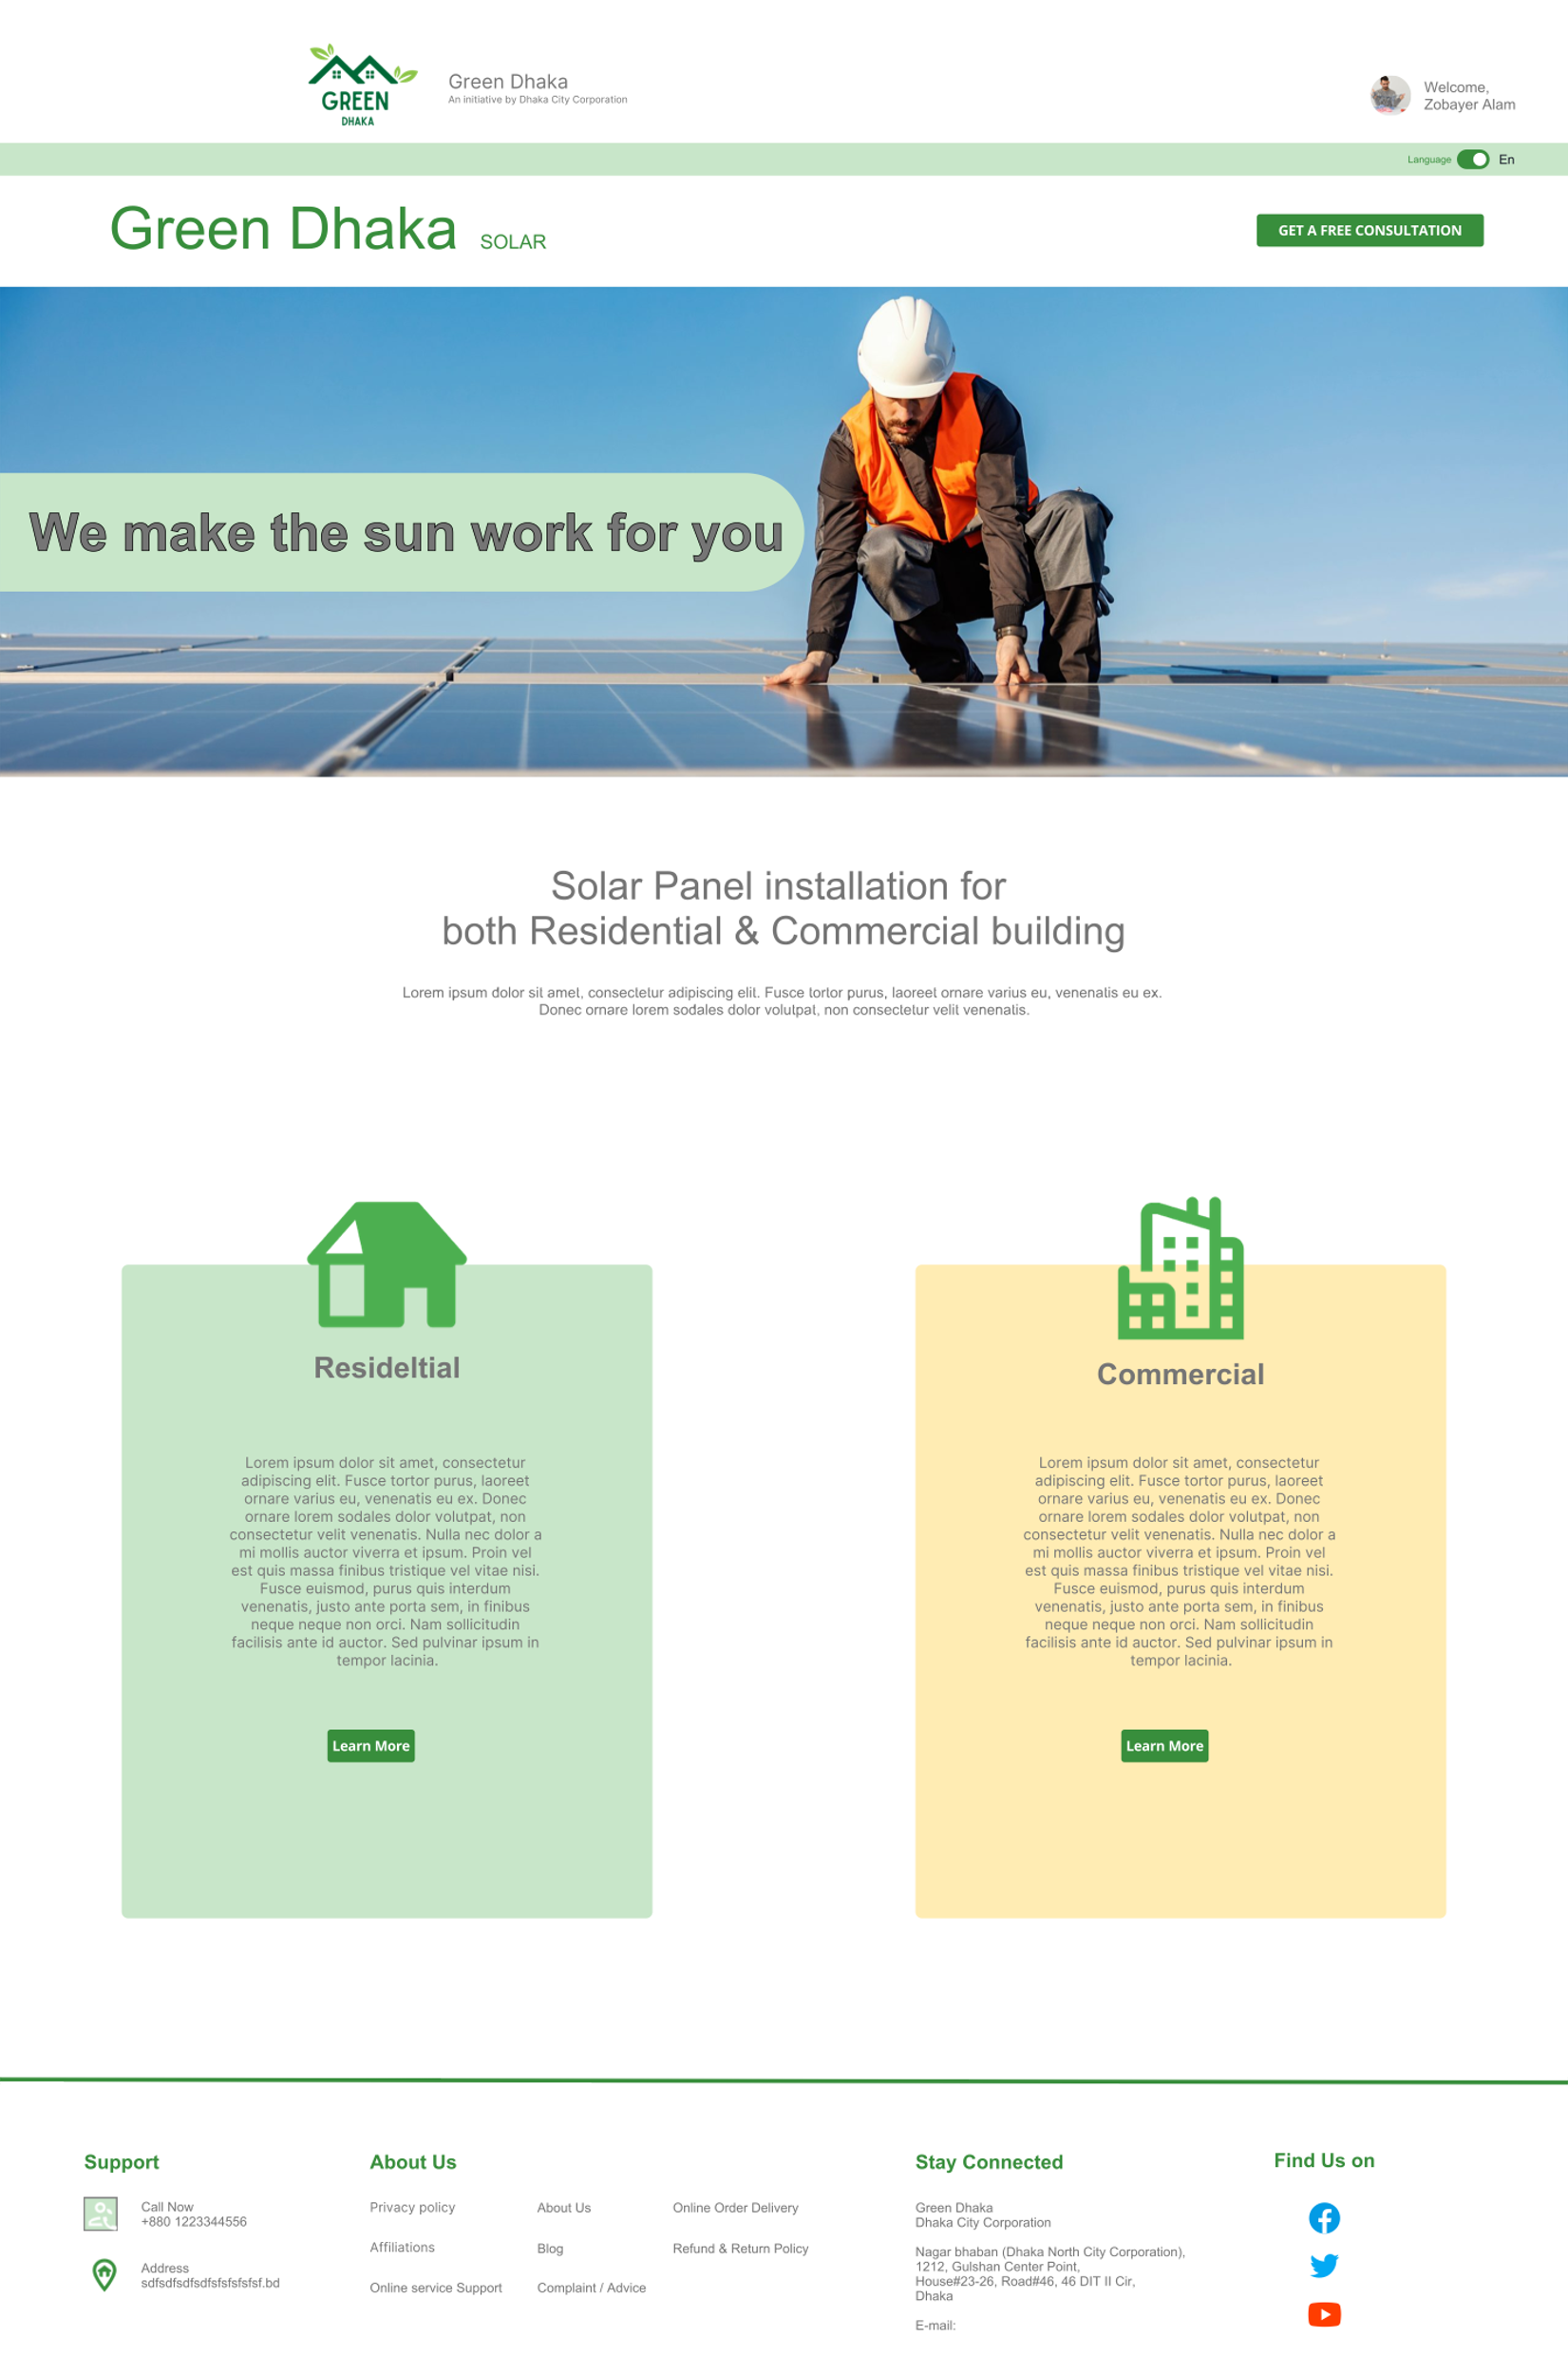 GREEN
DHAKA
Green Dhaka
An initiative by Dhaka City Corporation
Welcome,
Zobayer Alam
Language
En
Green Dhaka SOLAR
GET A FREE CONSULTATION
We make the sun work for you
Solar Panel installation for
both Residential & Commercial building
Lorem ipsum dolor sit amet, consectetur adipiscing elit. Fusce tortor purus, laoreet ornare varius eu, venenatis eu ex.
Donec ornare lorem sodales dolor volutpat, non consectetur velit venenatis.
Resideltial
Lorem ipsum dolor sit amet, consectetur
adipiscing elit. Fusce tortor purus, laoreet
ornare varius eu, venenatis eu ex. Donec
ornare lorem sodales dolor volutpat, non
consectetur velit venenatis. Nulla nec dolor a
mi mollis auctor viverra et ipsum. Proin vel
est quis massa finibus tristique vel vitae nisi.
Fusce euismod, purus quis interdum
venenatis, justo ante porta sem, in finibus
neque neque non orci. Nam sollicitudin
facilisis ante id auctor. Sed pulvinar ipsum in
tempor lacinia.
Learn More
Commercial
Lorem ipsum dolor sit amet, consectetur
adipiscing elit. Fusce tortor purus, laoreet
ornare varius eu, venenatis eu ex. Donec
ornare lorem sodales dolor volutpat, non
consectetur velit venenatis. Nulla nec dolor a
mi mollis auctor viverra et ipsum. Proin vel
est quis massa finibus tristique vel vitae nisi.
Fusce euismod, purus quis interdum
venenatis, justo ante porta sem, in finibus
neque neque non orci. Nam sollicitudin
facilisis ante id auctor. Sed pulvinar ipsum in
tempor lacinia.
Learn More
Support
Call Now
+880 1223344556
Address
sdfsdfsdfsdfsfsfsfsfsf.bd
About Us
Privacy policy
Affiliations
Online service Support
About Us
Blog
Complaint / Advice
Online Order Delivery
Refund & Return Policy
Stay Connected
Green Dhaka
Dhaka City Corporation
Nagar bhaban (Dhaka North City Corporation),
1212, Gulshan Center Point,
House#23-26, Road#46, 46 DIT II Cir,
Dhaka
E-mail:
Find Us on